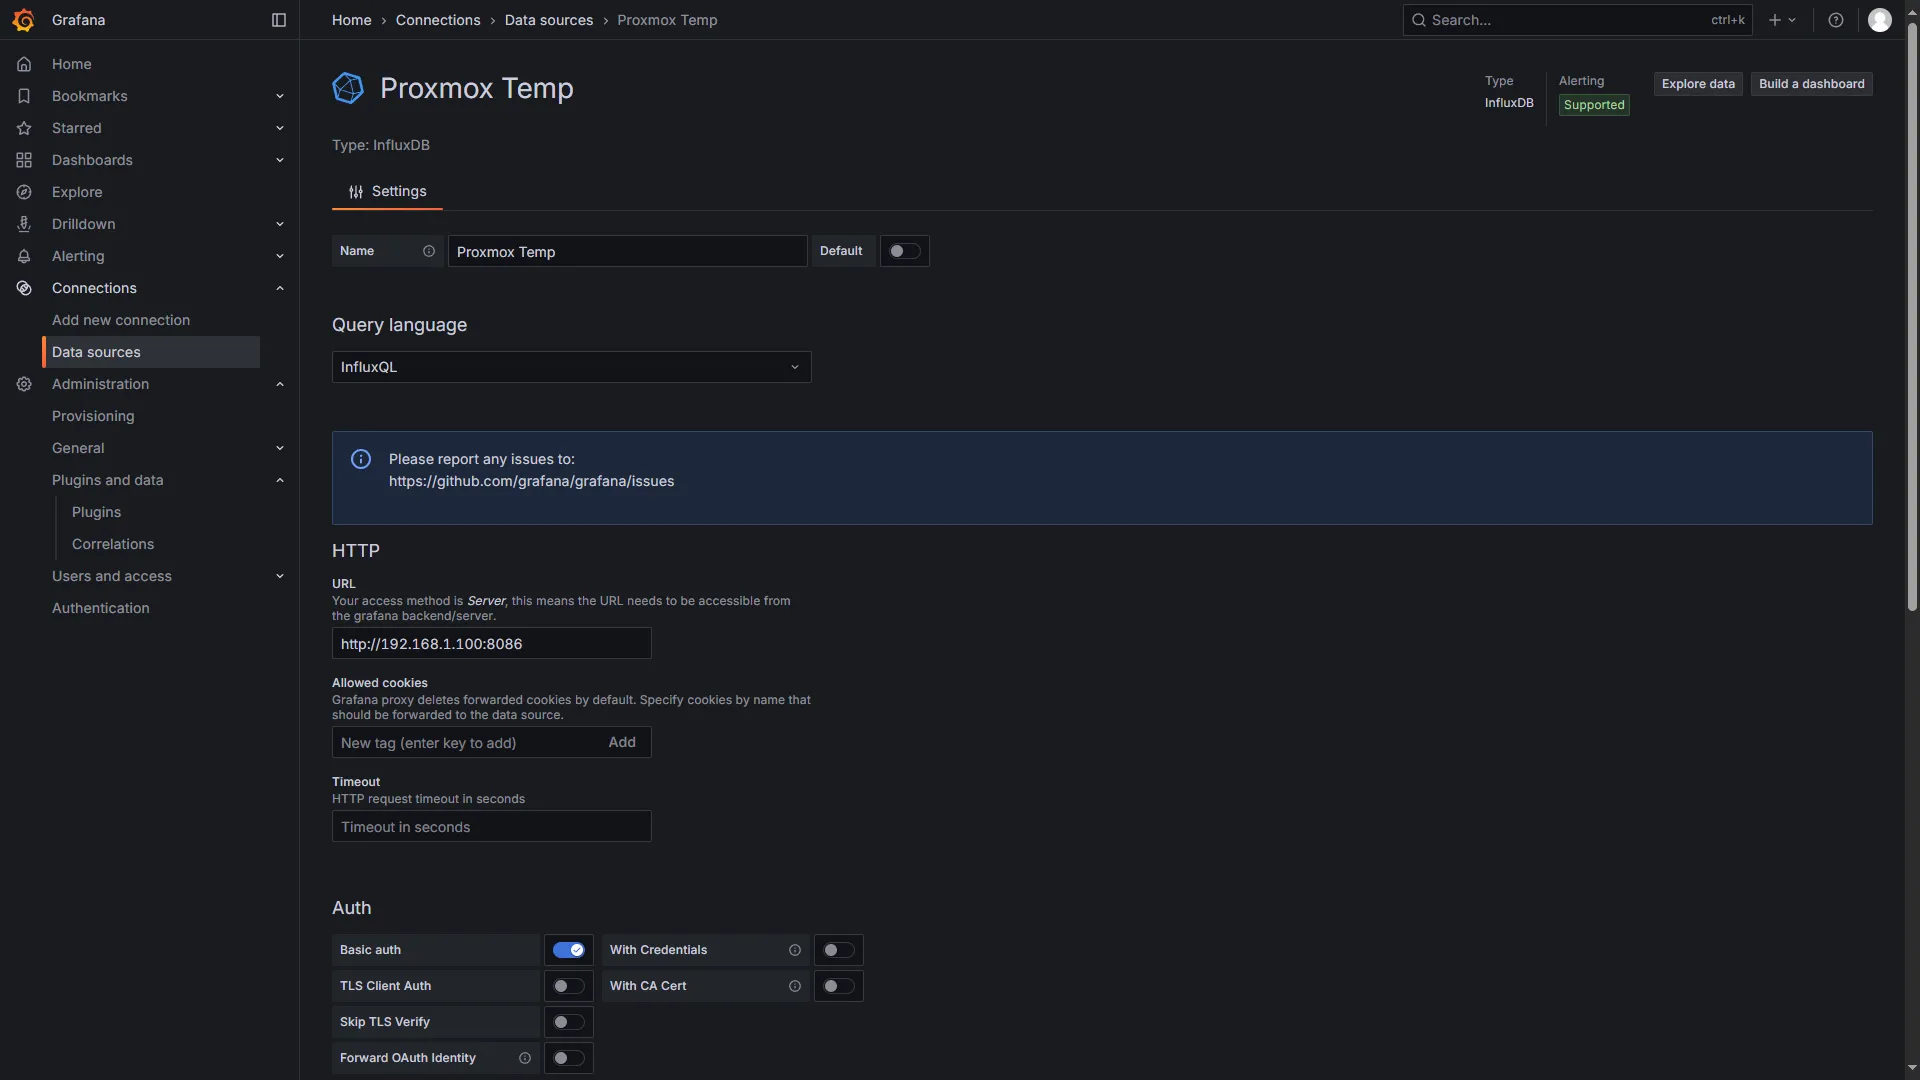 Grafana
Home › Connections › Data sources › Proxmox Temp
Search...
ctrl+k
Home
Bookmarks
Starred
Dashboards
Explore
Drilldown
Alerting
Connections
Add new connection
Data sources
Administration
Provisioning
General
Plugins and data
Plugins
Correlations
Users and access
Authentication
Proxmox Temp
Type
InfluxDB
Alerting
Supported
Explore data
Build a dashboard
Type: InfluxDB
Settings
Name
Proxmox Temp
Default
Query language
InfluxQL
Please report any issues to:
https://github.com/grafana/grafana/issues
HTTP
URL
Your access method is Server, this means the URL needs to be accessible from
the grafana backend/server.
http://192.168.1.100:8086
Allowed cookies
Grafana proxy deletes forwarded cookies by default. Specify cookies by name that
should be forwarded to the data source.
New tag (enter key to add)
Add
Timeout
HTTP request timeout in seconds
Timeout in seconds
Auth
Basic auth
With Credentials
TLS Client Auth
With CA Cert
Skip TLS Verify
Forward OAuth Identity